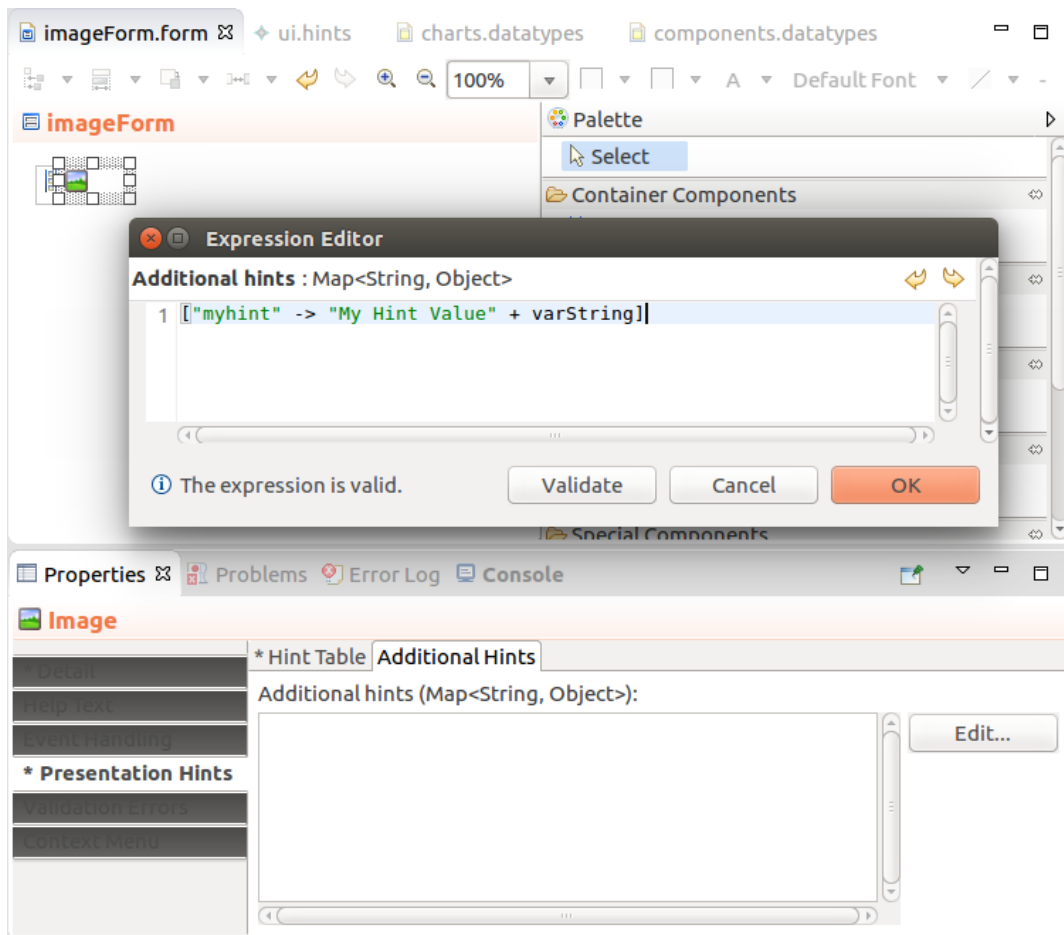 imageForm.form ui.hints charts.datatypes components.datatypes
100% A Default Font
imageForm
Palette
Select
Container Components
Expression Editor
Additional hints : Map<String, Object>
1 ["myhint" -> "My Hint Value" + varString]
The expression is valid. Validate Cancel OK
Special Components
Properties Problems Error Log Console
Image
* Hint Table Additional Hints
* Detail
Additional hints (Map<String, Object>):
Help Text
Edit...
Event Handling
* Presentation Hints
Validation Errors
Context Menu